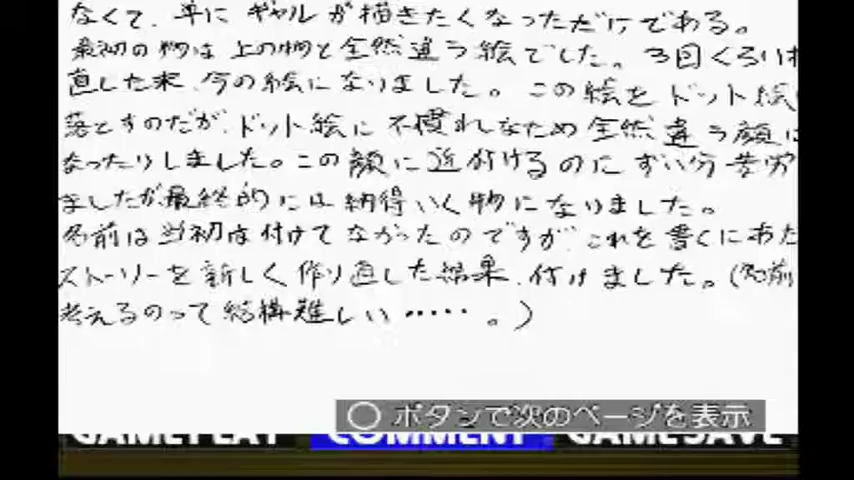 なくて、単にギャルが描きたくなっただけである。
最初の物は上の物と全然違う絵でした。3回くらい
直した末、今の絵になりました。この絵をドット絵
落とすのだが、ドット絵に不慣れなため全然違う顔に
なったりしました。この顔に近付けるのにずい分苦労
ましたが最終的には納得いく物になりました。
名前は当初は付けてなかったのですが、これを書くにあた
ストーリーを新しく作り直した結果、付けました。(名前
考えるのって結構難しい・・・・・。)
○ ボタンで次のページを表示
GAMEPLAY COMMENT GAMESAVE